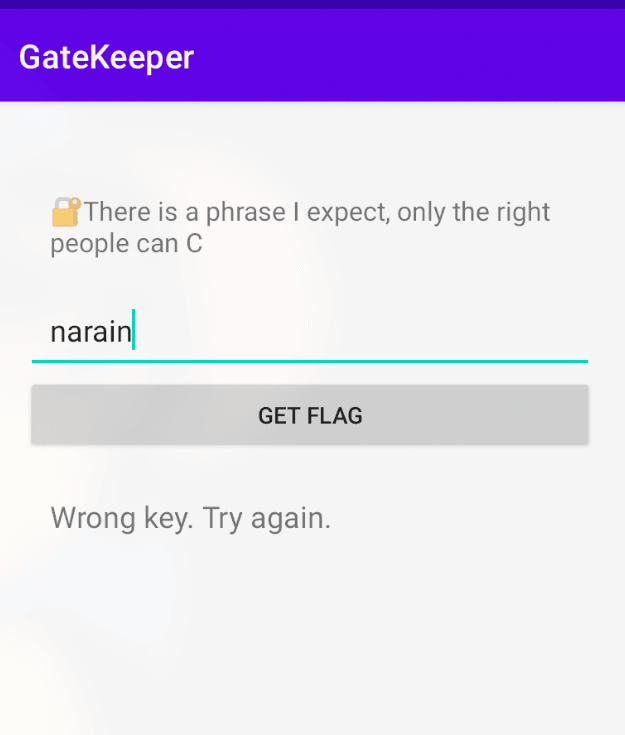 GateKeeper
🔐There is a phrase I expect, only the right
people can C
narain
GET FLAG
Wrong key. Try again.